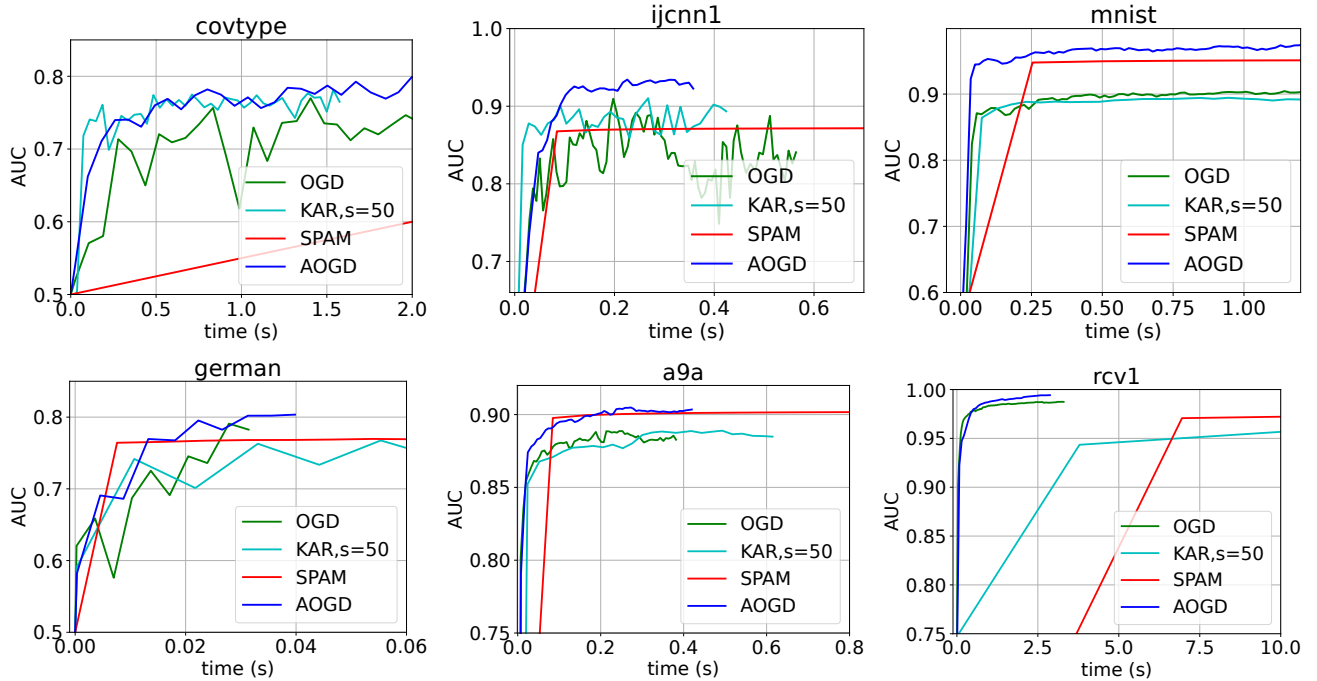 covtype
AUC
0.8
0.7
0.6
0.5
0.0 0.5 1.0 1.5 2.0
time (s)
OGD
KAR,s=50
SPAM
AOGD
ijcnn1
AUC
1.0
0.9
0.8
0.7
0.0 0.2 0.4 0.6
time (s)
OGD
KAR,s=50
SPAM
AOGD
mnist
AUC
0.9
0.8
0.7
0.6
0.00 0.25 0.50 0.75 1.00
time (s)
OGD
KAR,s=50
SPAM
AOGD
german
AUC
0.8
0.7
0.6
0.5
0.00 0.02 0.04 0.06
time (s)
OGD
KAR,s=50
SPAM
AOGD
a9a
AUC
0.90
0.85
0.80
0.75
0.0 0.2 0.4 0.6 0.8
time (s)
OGD
KAR,s=50
SPAM
AOGD
rcv1
AUC
1.00
0.95
0.90
0.85
0.80
0.75
0.0 2.5 5.0 7.5 10.0
time (s)
OGD
KAR,s=50
SPAM
AOGD